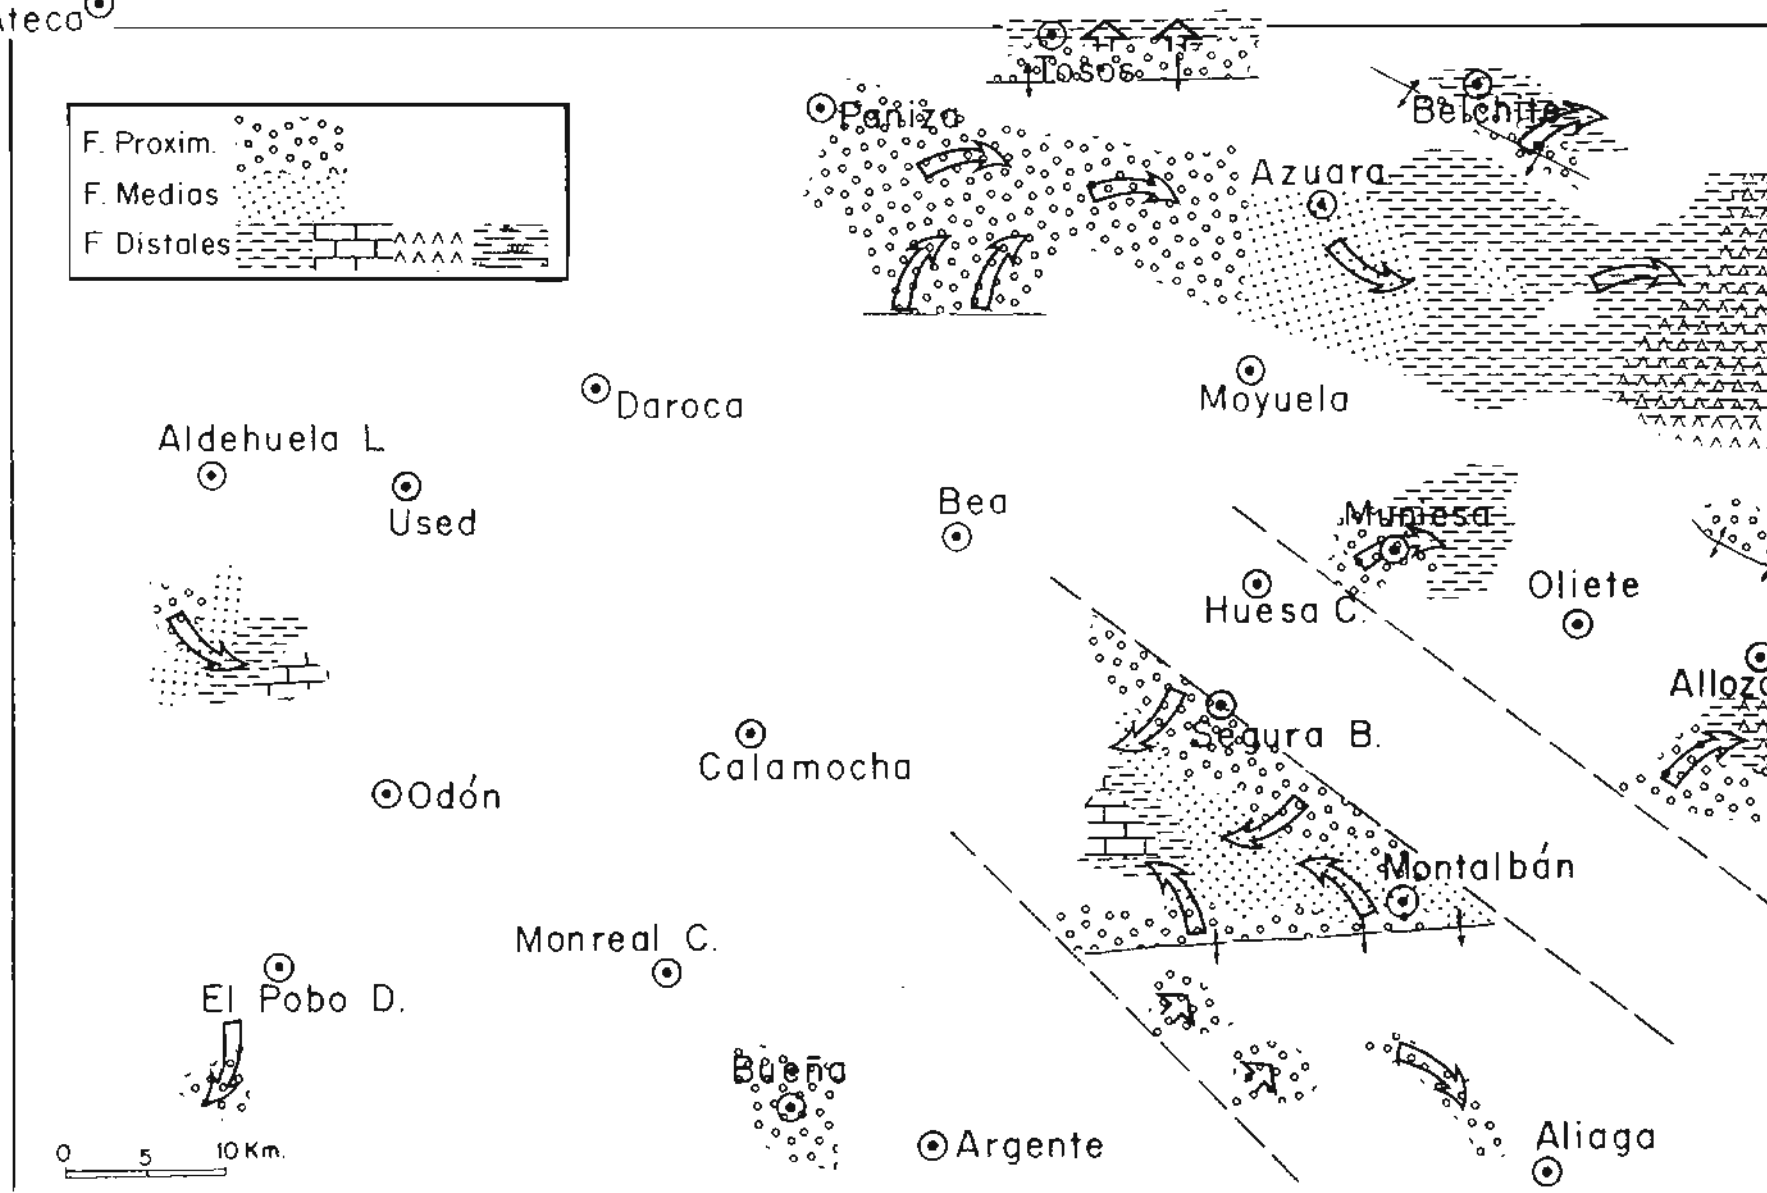 Ateca
Tosos
Paniza
Belchite
F. Proxim.
F. Medias
F Distales
Azuara
Daroca
Moyuela
Aldehuela L
Used
Bea
Muniesa
Huesa C.
Oliete
Alloza
Segura B.
Calamocha
Odón
Montalbán
Monreal C.
El Pobo D.
Bueña
Argente
Aliaga
0 5 10 Km.